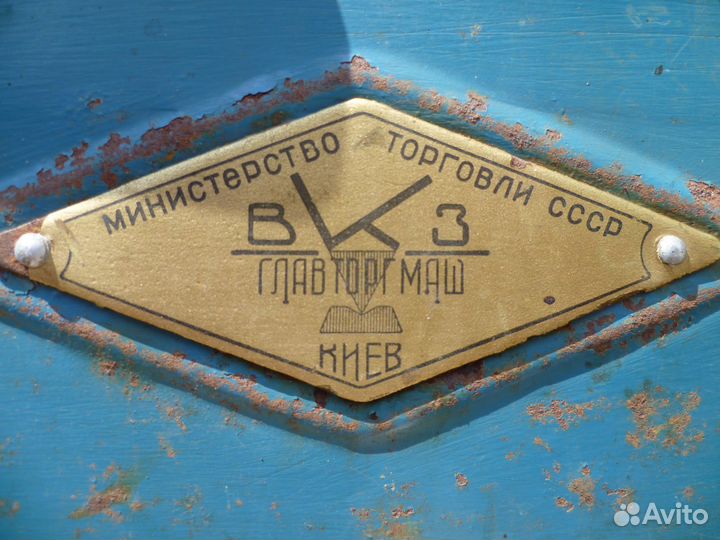 МИНИСТЕРСТВО ТОРГОВЛИ СССР
ВКЗ
ГЛАВТОРГМАШ
КИЕВ
Avito